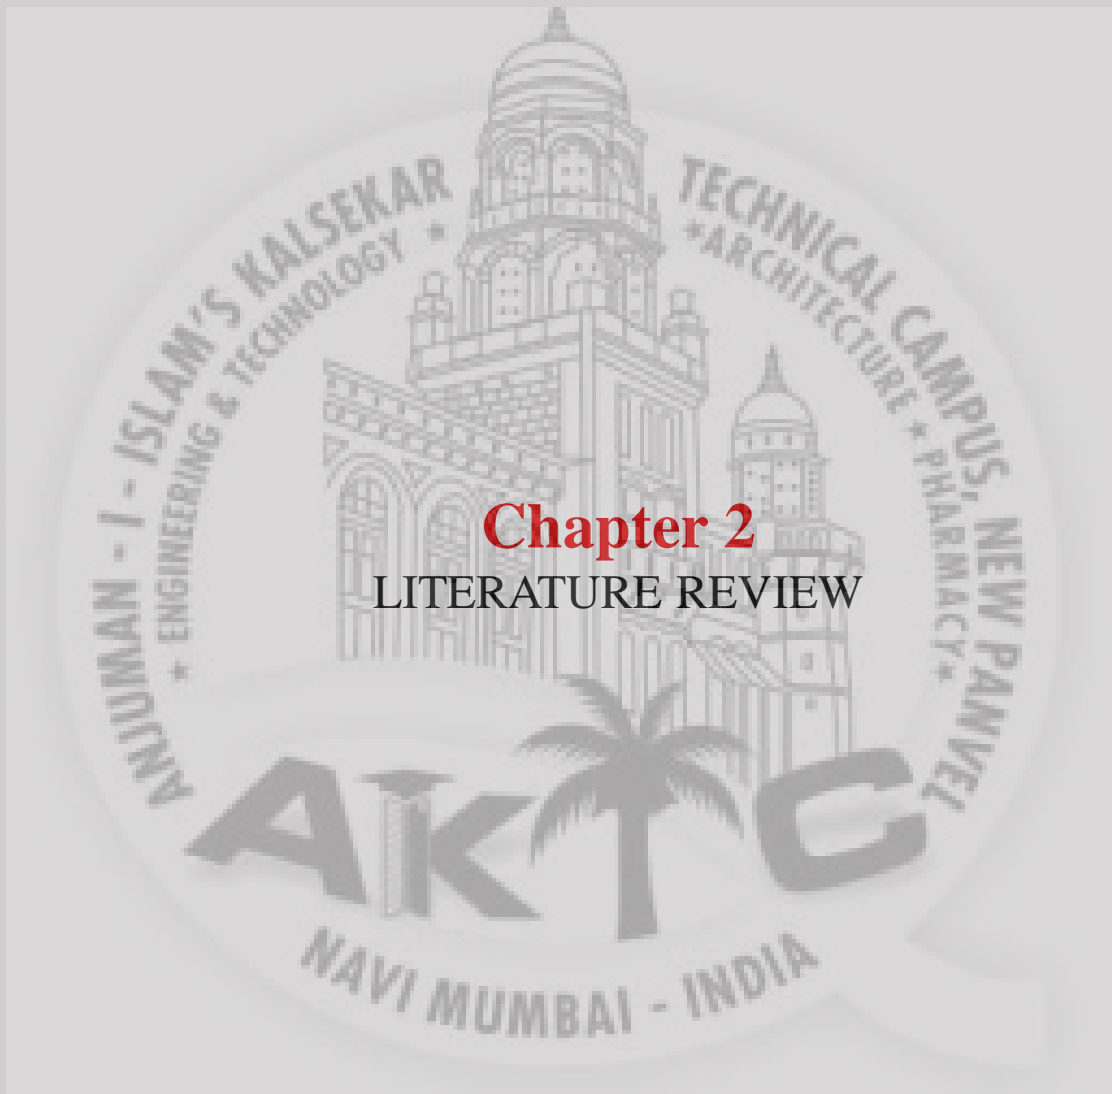 ANJUMAN - I - ISLAM'S KALSEKAR TECHNICAL CAMPUS, NEW PANVEL
★ ENGINEERING & TECHNOLOGY ★ ★ARCHITECTURE ★ PHARMACY★
Chapter 2
LITERATURE REVIEW
AKTC
NAVI MUMBAI - INDIA